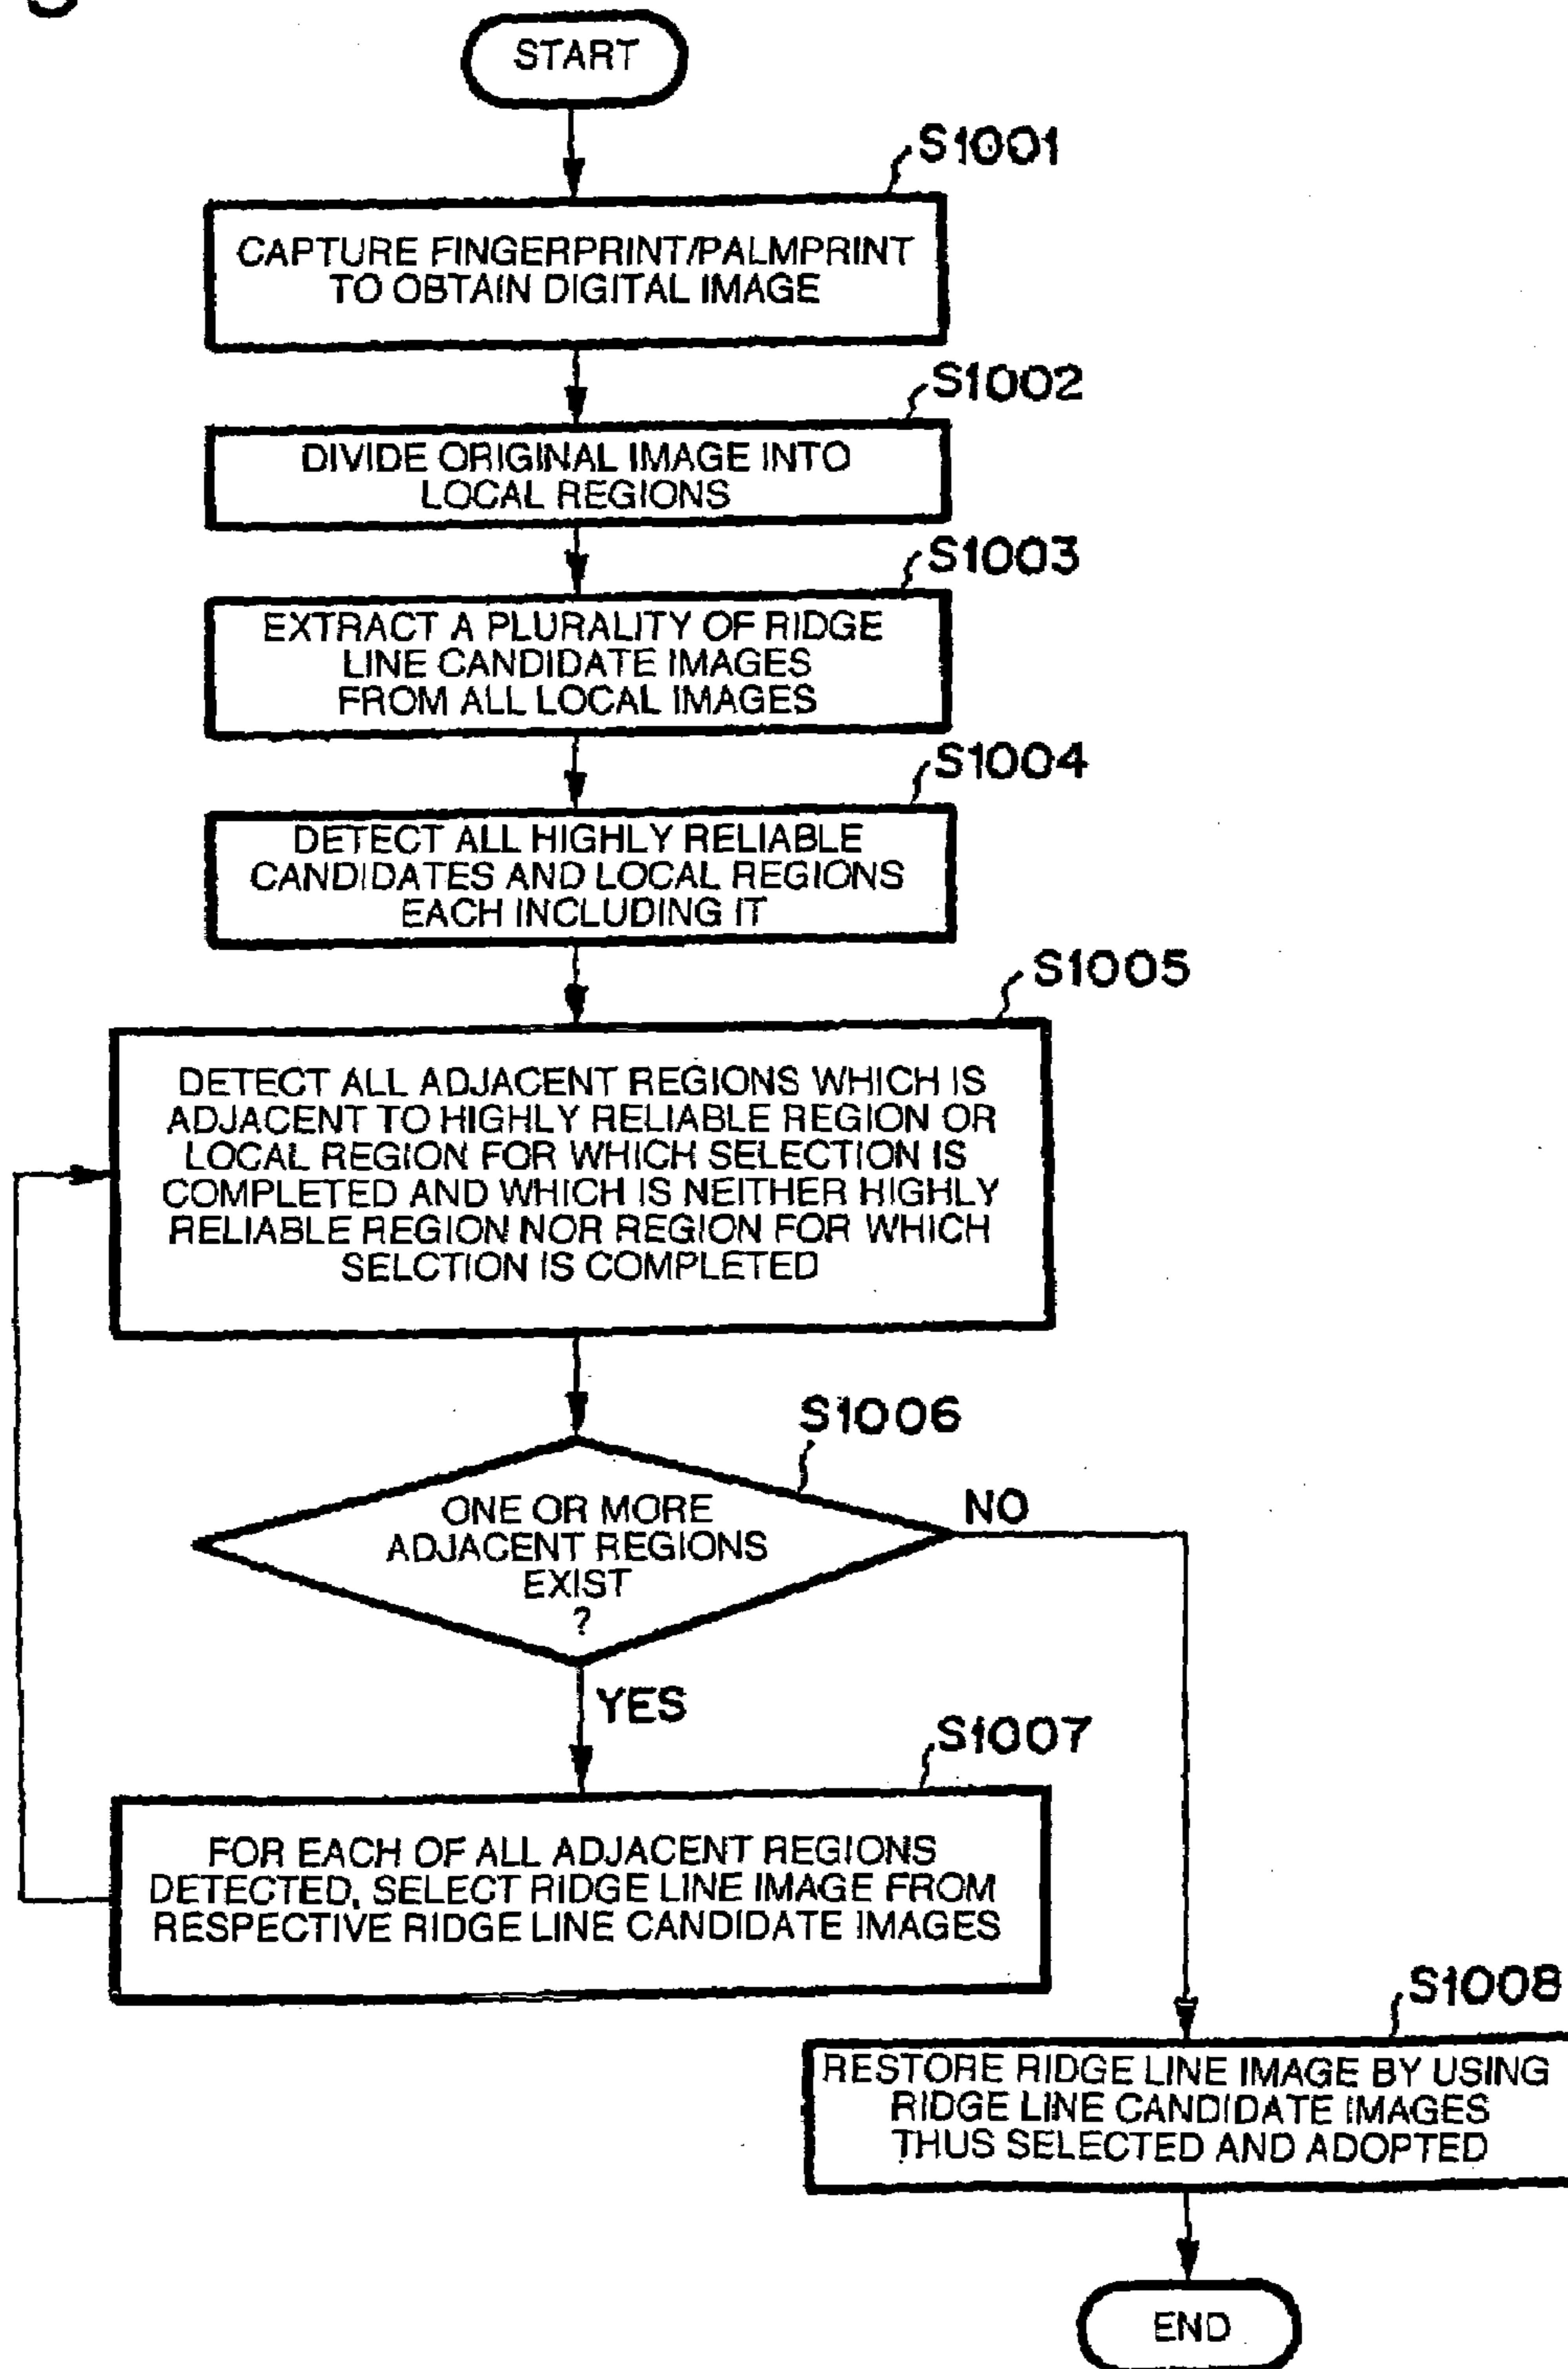 START
S1001
CAPTURE FINGERPRINT/PALMPRINT
TO OBTAIN DIGITAL IMAGE
S1002
DIVIDE ORIGINAL IMAGE INTO
LOCAL REGIONS
S1003
EXTRACT A PLURALITY OF RIDGE
LINE CANDIDATE IMAGES
FROM ALL LOCAL IMAGES
S1004
DETECT ALL HIGHLY RELIABLE
CANDIDATES AND LOCAL REGIONS
EACH INCLUDING IT
S1005
DETECT ALL ADJACENT REGIONS WHICH IS
ADJACENT TO HIGHLY RELIABLE REGION OR
LOCAL REGION FOR WHICH SELECTION IS
COMPLETED AND WHICH IS NEITHER HIGHLY
RELIABLE REGION NOR REGION FOR WHICH
SELCTION IS COMPLETED
S1006
ONE OR MORE
ADJACENT REGIONS
EXIST
?
NO
YES
S1007
FOR EACH OF ALL ADJACENT REGIONS
DETECTED, SELECT RIDGE LINE IMAGE FROM
RESPECTIVE RIDGE LINE CANDIDATE IMAGES
S1008
RESTORE RIDGE LINE IMAGE BY USING
RIDGE LINE CANDIDATE IMAGES
THUS SELECTED AND ADOPTED
END